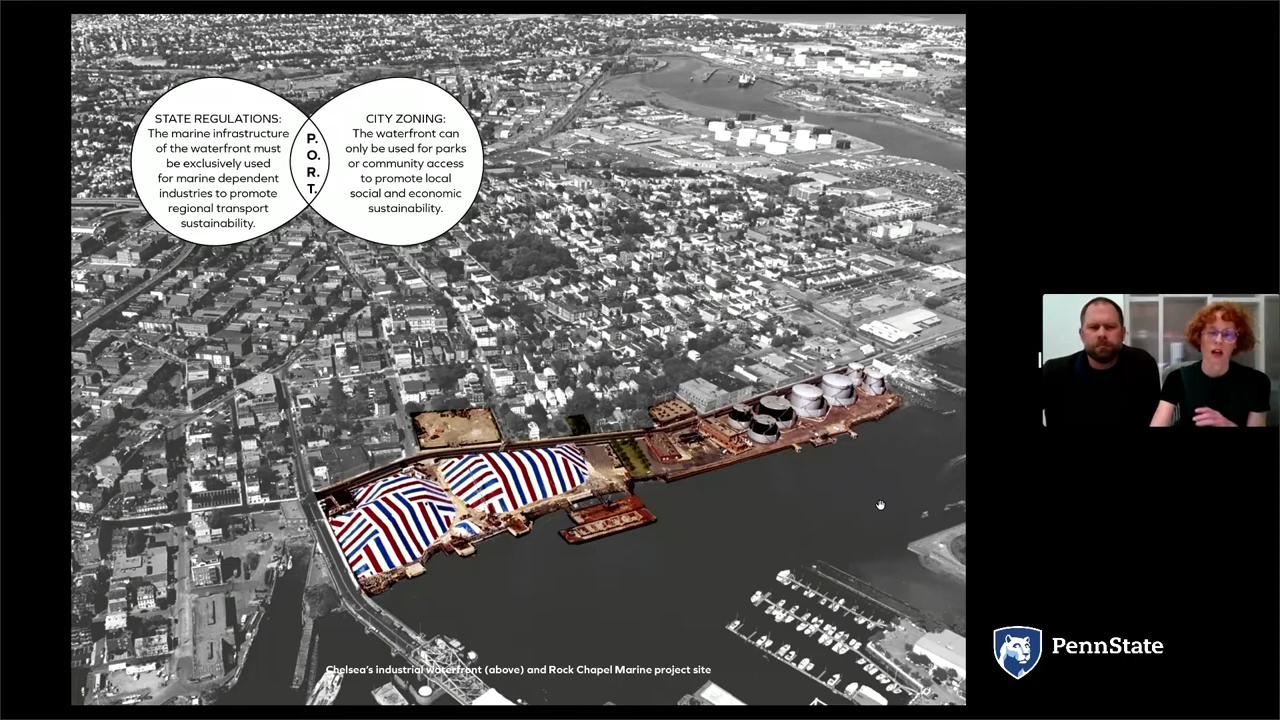 STATE REGULATIONS:
The marine infrastructure
of the waterfront must
be exclusively used
for marine dependent
industries to promote
regional transport
sustainability.
P.
O.
R.
T.
CITY ZONING:
The waterfront can
only be used for parks
or community access
to promote local
social and economic
sustainability.
Chelsea's industrial waterfront (above) and Rock Chapel Marine project site
PennState